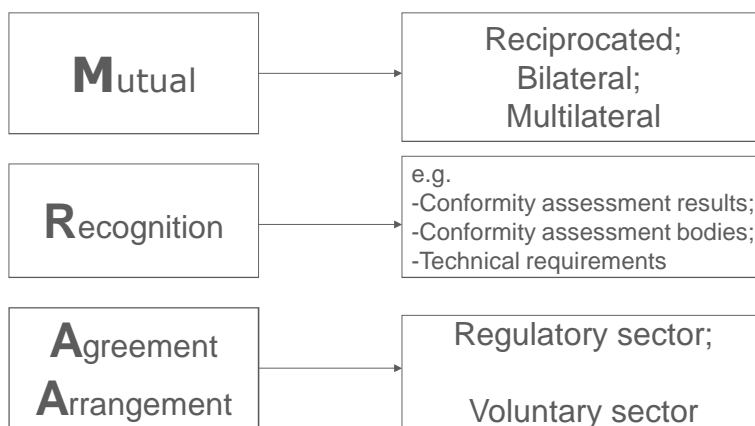 Mutual
Reciprocated;
Bilateral;
Multilateral
Recognition
e.g.
-Conformity assessment results;
-Conformity assessment bodies;
-Technical requirements
Agreement
Arrangement
Regulatory sector;
Voluntary sector